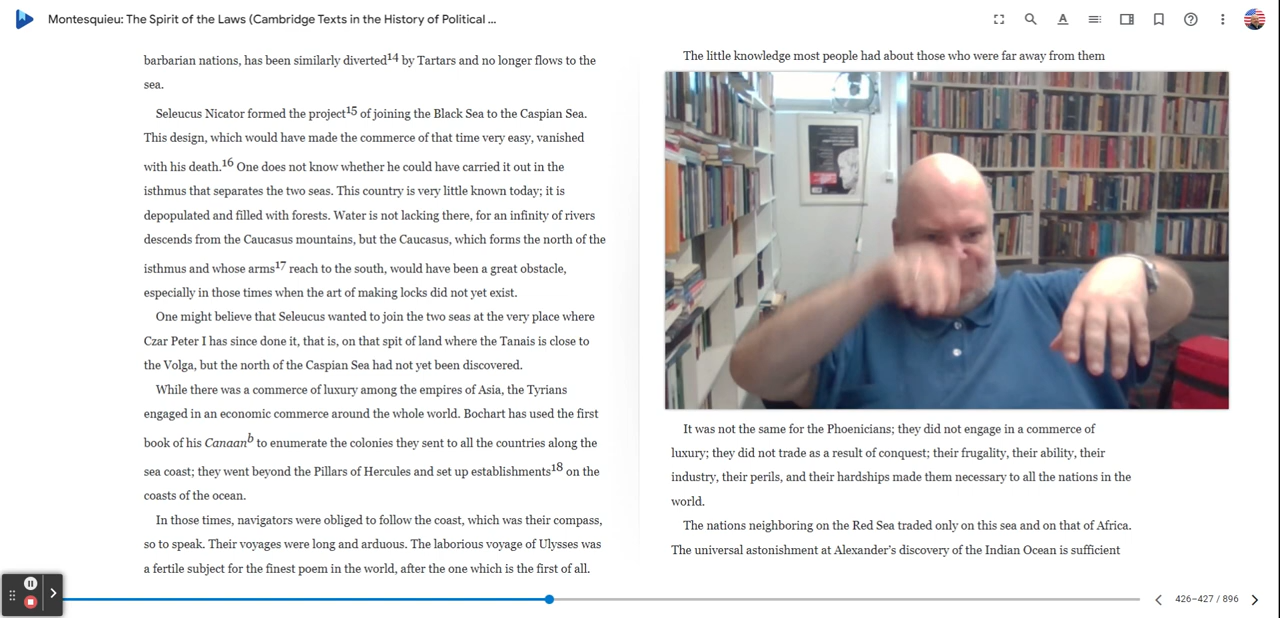 Montesquieu: The Spirit of the Laws (Cambridge Texts in the History of Political ...
barbarian nations, has been similarly diverted14 by Tartars and no longer flows to the
sea.
Seleucus Nicator formed the project15 of joining the Black Sea to the Caspian Sea.
This design, which would have made the commerce of that time very easy, vanished
with his death.16 One does not know whether he could have carried it out in the
isthmus that separates the two seas. This country is very little known today; it is
depopulated and filled with forests. Water is not lacking there, for an infinity of rivers
descends from the Caucasus mountains, but the Caucasus, which forms the north of the
isthmus and whose arms17 reach to the south, would have been a great obstacle,
especially in those times when the art of making locks did not yet exist.
One might believe that Seleucus wanted to join the two seas at the very place where
Czar Peter I has since done it, that is, on that spit of land where the Tanais is close to
the Volga, but the north of the Caspian Sea had not yet been discovered.
While there was a commerce of luxury among the empires of Asia, the Tyrians
engaged in an economic commerce around the whole world. Bochart has used the first
book of his Canaanb to enumerate the colonies they sent to all the countries along the
sea coast; they went beyond the Pillars of Hercules and set up establishments18 on the
coasts of the ocean.
In those times, navigators were obliged to follow the coast, which was their compass,
so to speak. Their voyages were long and arduous. The laborious voyage of Ulysses was
a fertile subject for the finest poem in the world, after the one which is the first of all.
The little knowledge most people had about those who were far away from them
It was not the same for the Phoenicians; they did not engage in a commerce of
luxury; they did not trade as a result of conquest; their frugality, their ability, their
industry, their perils, and their hardships made them necessary to all the nations in the
world.
The nations neighboring on the Red Sea traded only on this sea and on that of Africa.
The universal astonishment at Alexander's discovery of the Indian Ocean is sufficient
426–427 / 896